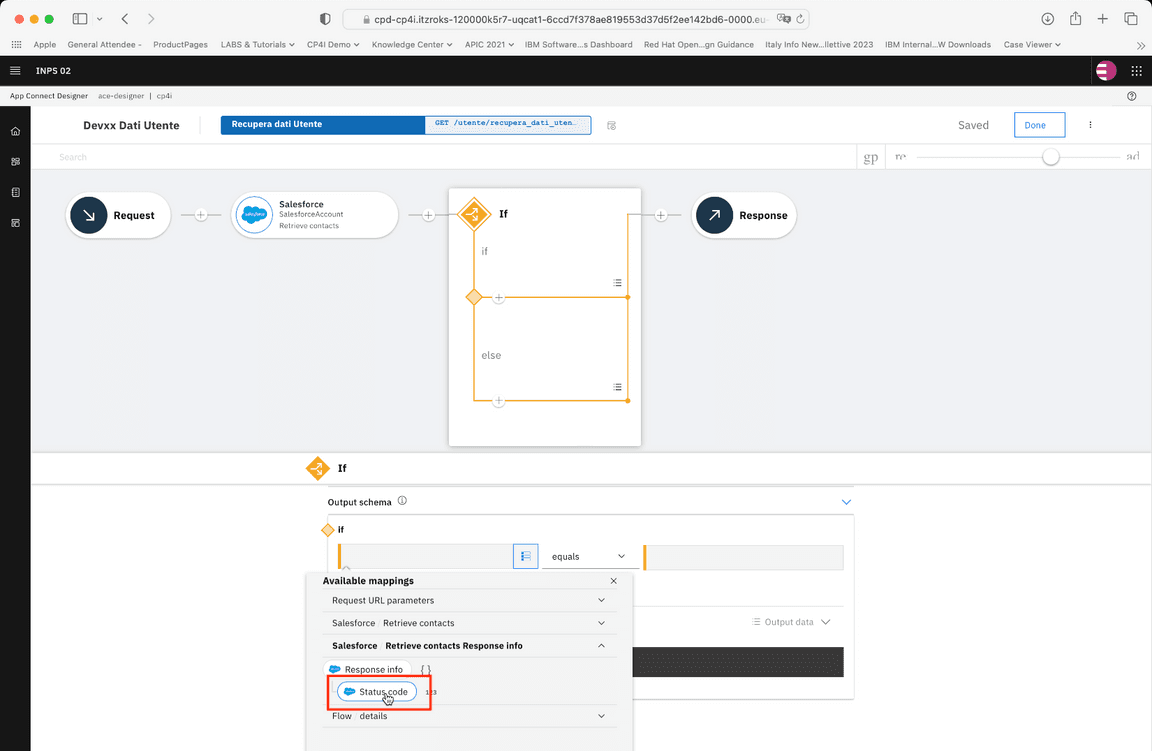 cpd-cp4i.itzroks-120000k5r7-uqcat1-6ccd7f378ae819553d37d5f2ee142bd6-0000.eu-
Apple General Attendee - ProductPages LABS & Tutorials CP4I Demo Knowledge Center APIC 2021 IBM Software...s Dashboard Red Hat Open...gn Guidance Italy Info New...llettive 2023 IBM Internal...W Downloads Case Viewer
INPS 02
App Connect Designer ace-designer | cp4i
Devxx Dati Utente Recupera dati Utente GET /utente/recupera_dati_uten… Saved Done
Search gp re ad
Request
Salesforce
SalesforceAccount
Retrieve contacts
If
Response
if
else
If
Output schema
if
equals
Available mappings
Request URL parameters
Salesforce / Retrieve contacts
Output data
Salesforce / Retrieve contacts Response info
Response info { }
Status code
Flow / details